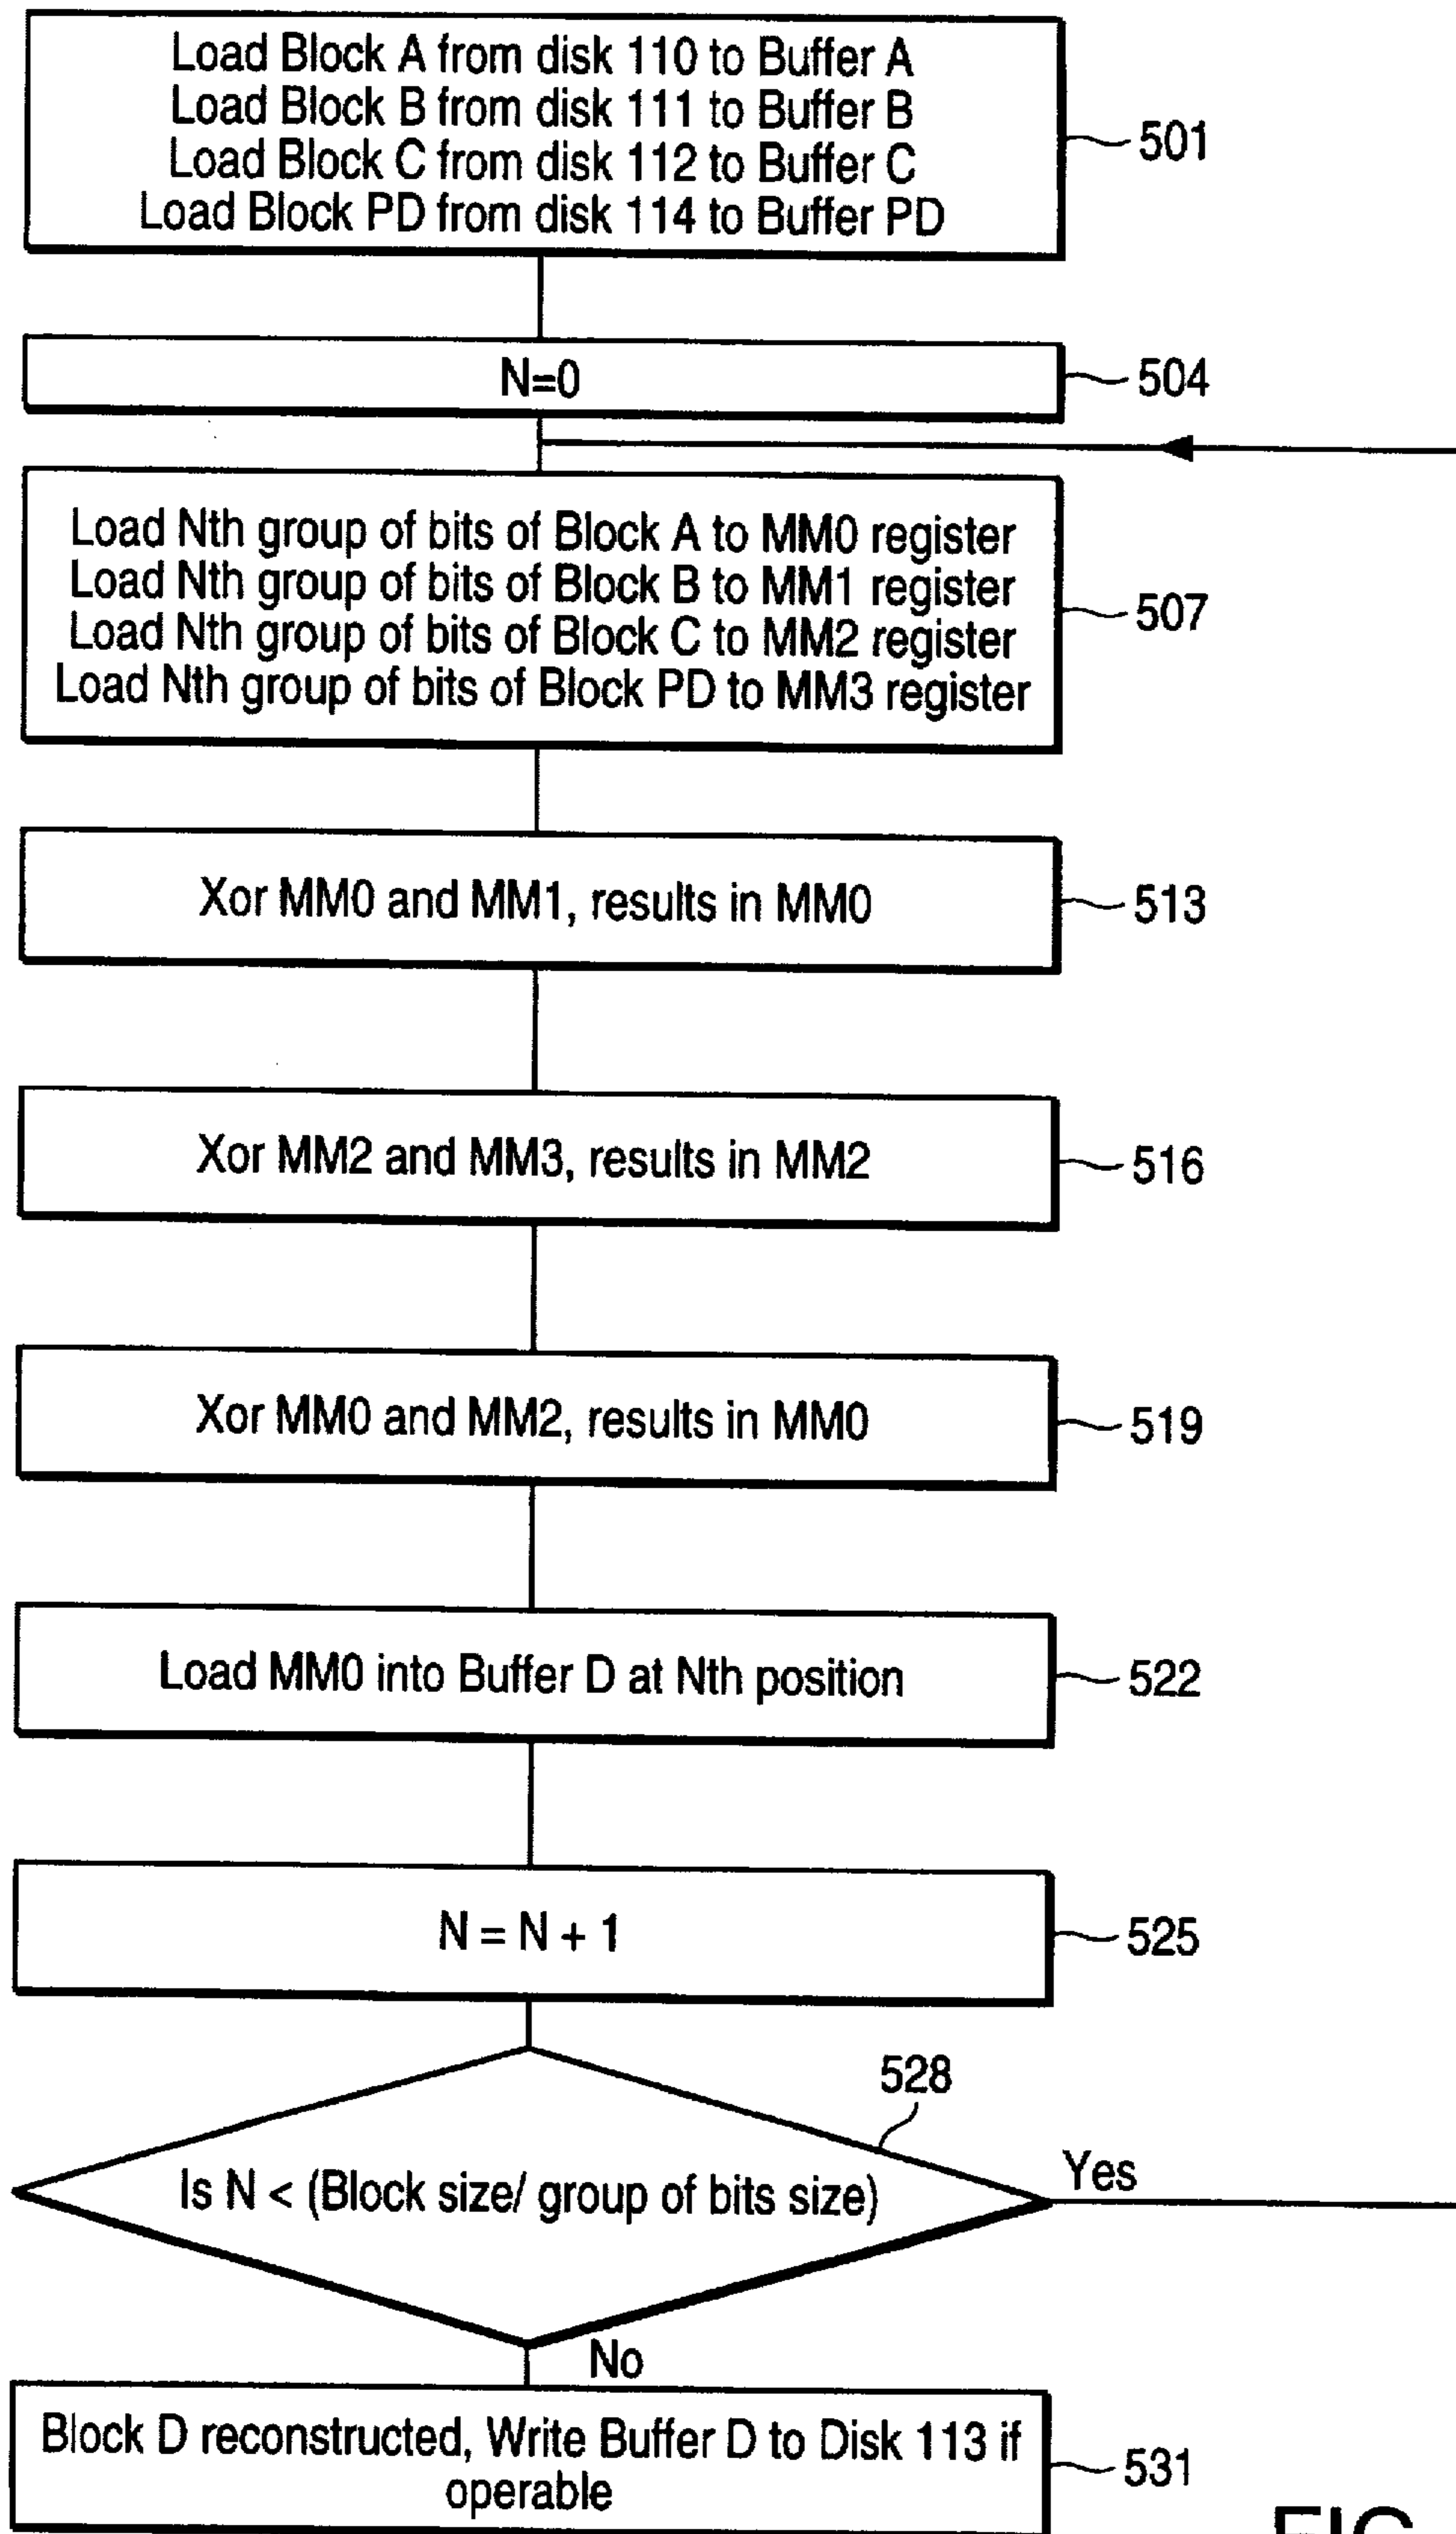 Load Block A from disk 110 to Buffer A
Load Block B from disk 111 to Buffer B
Load Block C from disk 112 to Buffer C
Load Block PD from disk 114 to Buffer PD
501
N=0
504
Load Nth group of bits of Block A to MM0 register
Load Nth group of bits of Block B to MM1 register
Load Nth group of bits of Block C to MM2 register
Load Nth group of bits of Block PD to MM3 register
507
Xor MM0 and MM1, results in MM0
513
Xor MM2 and MM3, results in MM2
516
Xor MM0 and MM2, results in MM0
519
Load MM0 into Buffer D at Nth position
522
N = N + 1
525
528
Is N < (Block size/ group of bits size)
Yes
No
Block D reconstructed, Write Buffer D to Disk 113 if
operable
531
FIG